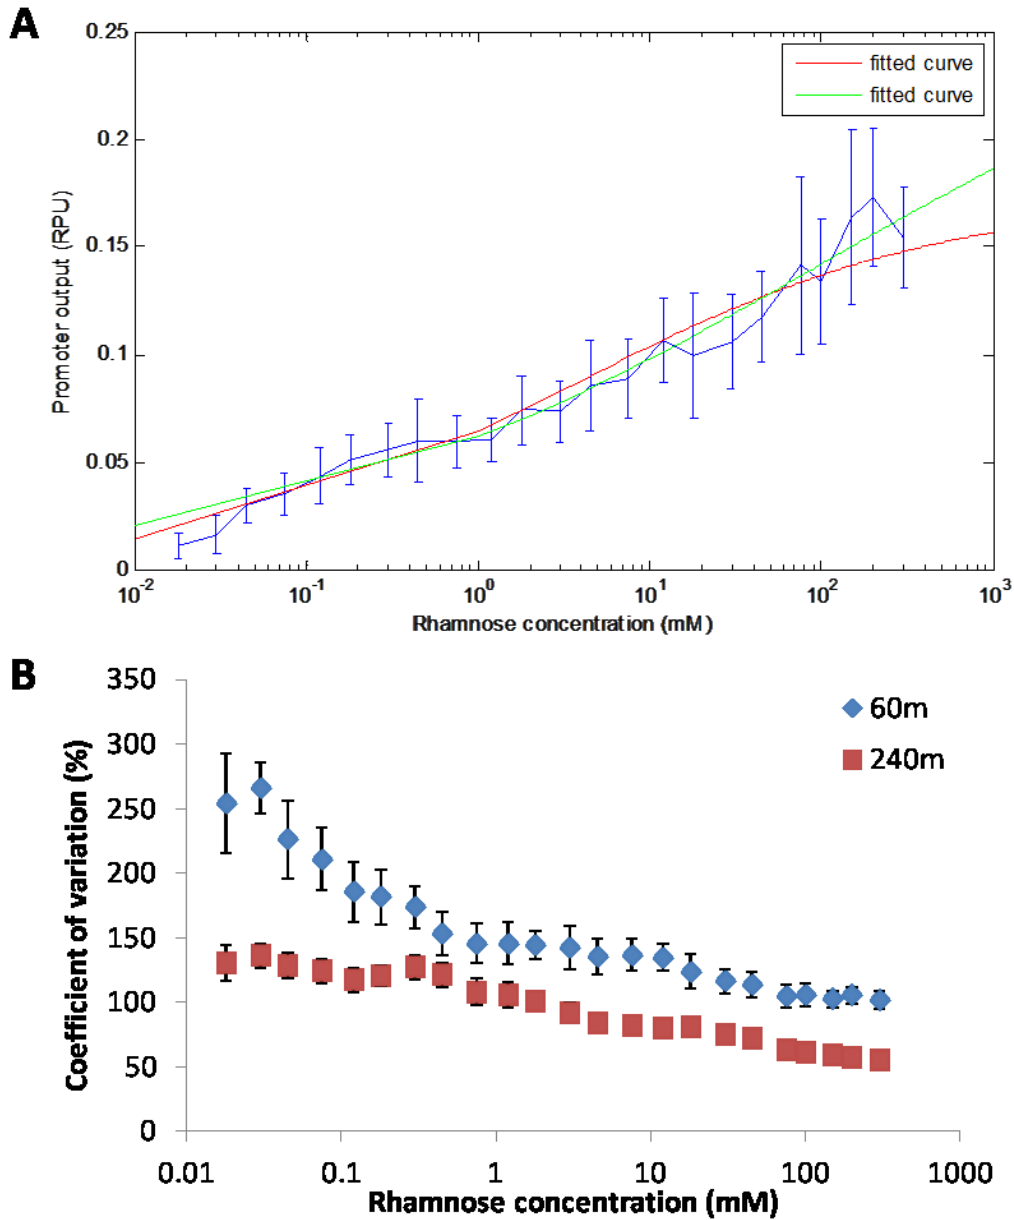 A
0.25
0.2
0.15
0.1
0.05
0
Promoter output (RPU)
fitted curve
fitted curve
10^-2 10^-1 10^0 10^1 10^2 10^3
Rhamnose concentration (mM)
B
350
300
250
200
150
100
50
0
Coefficient of variation (%)
60m
240m
0.01 0.1 1 10 100 1000
Rhamnose concentration (mM)